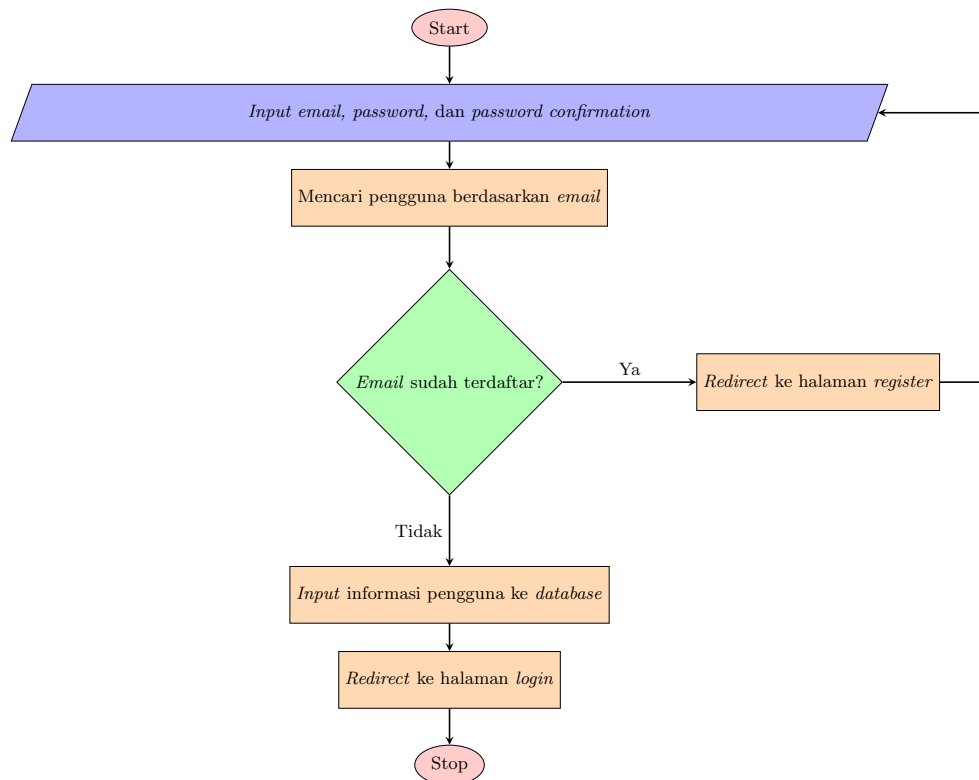 Start
Input email, password, dan password confirmation
Mencari pengguna berdasarkan email
Email sudah terdaftar?
Ya
Redirect ke halaman register
Tidak
Input informasi pengguna ke database
Redirect ke halaman login
Stop